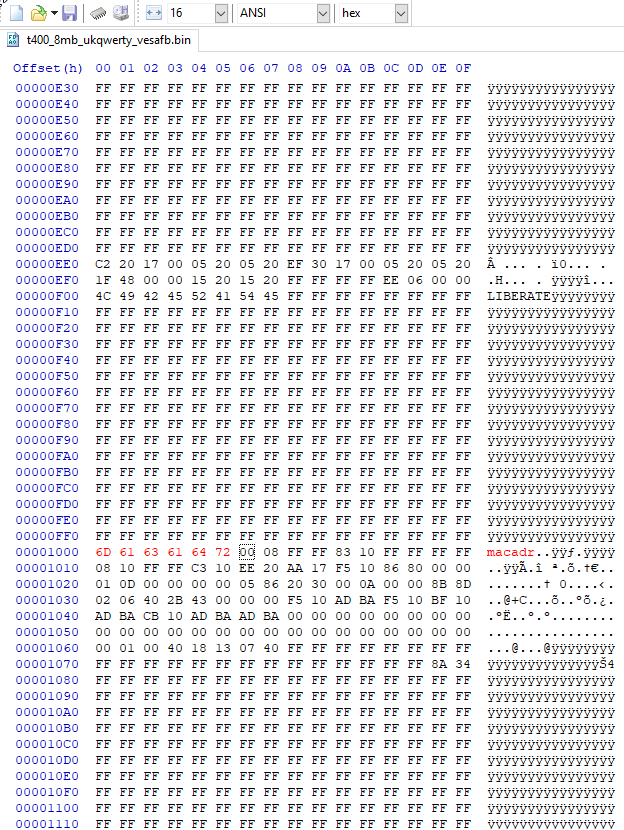 16 ANSI hex
t400_8mb_ukqwerty_vesafb.bin
Offset(h) 00 01 02 03 04 05 06 07 08 09 0A 0B 0C 0D 0E 0F
00000E30 FF FF FF FF FF FF FF FF FF FF FF FF FF FF FF FF ÿÿÿÿÿÿÿÿÿÿÿÿÿÿÿÿ
00000E40 FF FF FF FF FF FF FF FF FF FF FF FF FF FF FF FF ÿÿÿÿÿÿÿÿÿÿÿÿÿÿÿÿ
00000E50 FF FF FF FF FF FF FF FF FF FF FF FF FF FF FF FF ÿÿÿÿÿÿÿÿÿÿÿÿÿÿÿÿ
00000E60 FF FF FF FF FF FF FF FF FF FF FF FF FF FF FF FF ÿÿÿÿÿÿÿÿÿÿÿÿÿÿÿÿ
00000E70 FF FF FF FF FF FF FF FF FF FF FF FF FF FF FF FF ÿÿÿÿÿÿÿÿÿÿÿÿÿÿÿÿ
00000E80 FF FF FF FF FF FF FF FF FF FF FF FF FF FF FF FF ÿÿÿÿÿÿÿÿÿÿÿÿÿÿÿÿ
00000E90 FF FF FF FF FF FF FF FF FF FF FF FF FF FF FF FF ÿÿÿÿÿÿÿÿÿÿÿÿÿÿÿÿ
00000EA0 FF FF FF FF FF FF FF FF FF FF FF FF FF FF FF FF ÿÿÿÿÿÿÿÿÿÿÿÿÿÿÿÿ
00000EB0 FF FF FF FF FF FF FF FF FF FF FF FF FF FF FF FF ÿÿÿÿÿÿÿÿÿÿÿÿÿÿÿÿ
00000EC0 FF FF FF FF FF FF FF FF FF FF FF FF FF FF FF FF ÿÿÿÿÿÿÿÿÿÿÿÿÿÿÿÿ
00000ED0 FF FF FF FF FF FF FF FF FF FF FF FF FF FF FF FF ÿÿÿÿÿÿÿÿÿÿÿÿÿÿÿÿ
00000EE0 C2 20 17 00 05 20 05 20 EF 30 17 00 05 20 05 20 Â ... . ï0... .
00000EF0 1F 48 00 00 15 20 15 20 FF FF FF FF EE 06 00 00 .H... . ÿÿÿÿî...
00000F00 4C 49 42 45 52 41 54 45 FF FF FF FF FF FF FF FF LIBERATEÿÿÿÿÿÿÿÿ
00000F10 FF FF FF FF FF FF FF FF FF FF FF FF FF FF FF FF ÿÿÿÿÿÿÿÿÿÿÿÿÿÿÿÿ
00000F20 FF FF FF FF FF FF FF FF FF FF FF FF FF FF FF FF ÿÿÿÿÿÿÿÿÿÿÿÿÿÿÿÿ
00000F30 FF FF FF FF FF FF FF FF FF FF FF FF FF FF FF FF ÿÿÿÿÿÿÿÿÿÿÿÿÿÿÿÿ
00000F40 FF FF FF FF FF FF FF FF FF FF FF FF FF FF FF FF ÿÿÿÿÿÿÿÿÿÿÿÿÿÿÿÿ
00000F50 FF FF FF FF FF FF FF FF FF FF FF FF FF FF FF FF ÿÿÿÿÿÿÿÿÿÿÿÿÿÿÿÿ
00000F60 FF FF FF FF FF FF FF FF FF FF FF FF FF FF FF FF ÿÿÿÿÿÿÿÿÿÿÿÿÿÿÿÿ
00000F70 FF FF FF FF FF FF FF FF FF FF FF FF FF FF FF FF ÿÿÿÿÿÿÿÿÿÿÿÿÿÿÿÿ
00000F80 FF FF FF FF FF FF FF FF FF FF FF FF FF FF FF FF ÿÿÿÿÿÿÿÿÿÿÿÿÿÿÿÿ
00000F90 FF FF FF FF FF FF FF FF FF FF FF FF FF FF FF FF ÿÿÿÿÿÿÿÿÿÿÿÿÿÿÿÿ
00000FA0 FF FF FF FF FF FF FF FF FF FF FF FF FF FF FF FF ÿÿÿÿÿÿÿÿÿÿÿÿÿÿÿÿ
00000FB0 FF FF FF FF FF FF FF FF FF FF FF FF FF FF FF FF ÿÿÿÿÿÿÿÿÿÿÿÿÿÿÿÿ
00000FC0 FF FF FF FF FF FF FF FF FF FF FF FF FF FF FF FF ÿÿÿÿÿÿÿÿÿÿÿÿÿÿÿÿ
00000FD0 FF FF FF FF FF FF FF FF FF FF FF FF FF FF FF FF ÿÿÿÿÿÿÿÿÿÿÿÿÿÿÿÿ
00000FE0 FF FF FF FF FF FF FF FF FF FF FF FF FF FF FF FF ÿÿÿÿÿÿÿÿÿÿÿÿÿÿÿÿ
00000FF0 FF FF FF FF FF FF FF FF FF FF FF FF FF FF FF FF ÿÿÿÿÿÿÿÿÿÿÿÿÿÿÿÿ
00001000 6D 61 63 61 64 72 00 08 FF FF 83 10 FF FF FF FF macadr..ÿÿƒ.ÿÿÿÿ
00001010 08 10 FF FF C3 10 EE 20 AA 17 F5 10 86 80 00 00 ..ÿÿÃ.î ª.õ.†€..
00001020 01 0D 00 00 00 00 05 86 20 30 00 0A 00 00 8B 8D .......† 0....‹.
00001030 02 06 40 2B 43 00 00 00 F5 10 AD BA F5 10 BF 10 ..@+C...õ..ºõ.¿.
00001040 AD BA CB 10 AD BA AD BA 00 00 00 00 00 00 00 00 .ºË..º.º........
00001050 00 00 00 00 00 00 00 00 00 00 00 00 00 00 00 00 ................
00001060 00 01 00 40 18 13 07 40 FF FF FF FF FF FF FF FF ...@...@ÿÿÿÿÿÿÿÿ
00001070 FF FF FF FF FF FF FF FF FF FF FF FF FF FF 8A 34 ÿÿÿÿÿÿÿÿÿÿÿÿÿÿŠ4
00001080 FF FF FF FF FF FF FF FF FF FF FF FF FF FF FF FF ÿÿÿÿÿÿÿÿÿÿÿÿÿÿÿÿ
00001090 FF FF FF FF FF FF FF FF FF FF FF FF FF FF FF FF ÿÿÿÿÿÿÿÿÿÿÿÿÿÿÿÿ
000010A0 FF FF FF FF FF FF FF FF FF FF FF FF FF FF FF FF ÿÿÿÿÿÿÿÿÿÿÿÿÿÿÿÿ
000010B0 FF FF FF FF FF FF FF FF FF FF FF FF FF FF FF FF ÿÿÿÿÿÿÿÿÿÿÿÿÿÿÿÿ
000010C0 FF FF FF FF FF FF FF FF FF FF FF FF FF FF FF FF ÿÿÿÿÿÿÿÿÿÿÿÿÿÿÿÿ
000010D0 FF FF FF FF FF FF FF FF FF FF FF FF FF FF FF FF ÿÿÿÿÿÿÿÿÿÿÿÿÿÿÿÿ
000010E0 FF FF FF FF FF FF FF FF FF FF FF FF FF FF FF FF ÿÿÿÿÿÿÿÿÿÿÿÿÿÿÿÿ
000010F0 FF FF FF FF FF FF FF FF FF FF FF FF FF FF FF FF ÿÿÿÿÿÿÿÿÿÿÿÿÿÿÿÿ
00001100 FF FF FF FF FF FF FF FF FF FF FF FF FF FF FF FF ÿÿÿÿÿÿÿÿÿÿÿÿÿÿÿÿ
00001110 FF FF FF FF FF FF FF FF FF FF FF FF FF FF FF FF ÿÿÿÿÿÿÿÿÿÿÿÿÿÿÿÿ